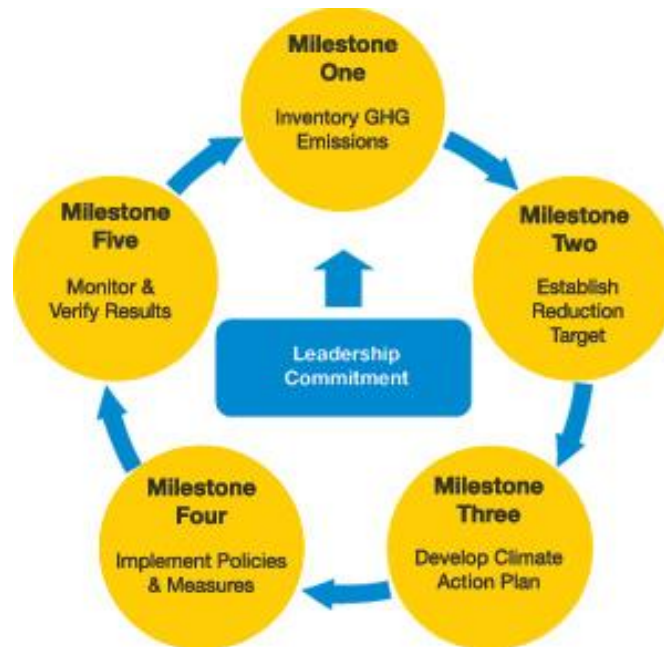 Milestone
One
Inventory GHG
Emissions
Milestone
Two
Establish
Reduction
Target
Milestone
Three
Develop Climate
Action Plan
Milestone
Four
Implement Policies
& Measures
Milestone
Five
Monitor &
Verify Results
Leadership
Commitment